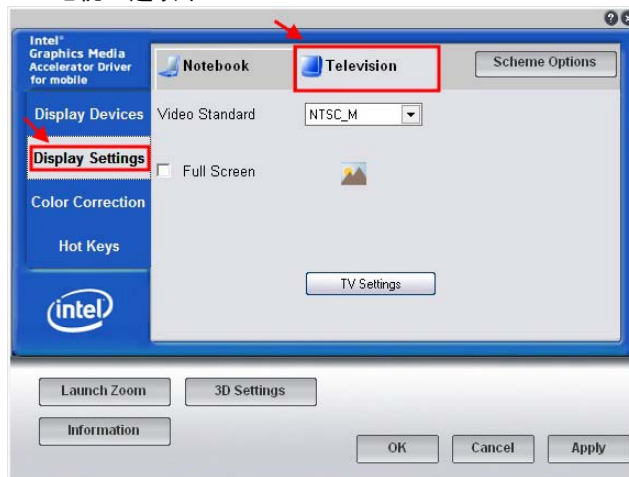 Intel®
Graphics Media
Accelerator Driver
for mobile
Notebook
Television
Scheme Options
Display Devices
Video Standard
NTSC_M
Display Settings
Full Screen
Color Correction
Hot Keys
TV Settings
intel
Launch Zoom
3D Settings
Information
OK
Cancel
Apply